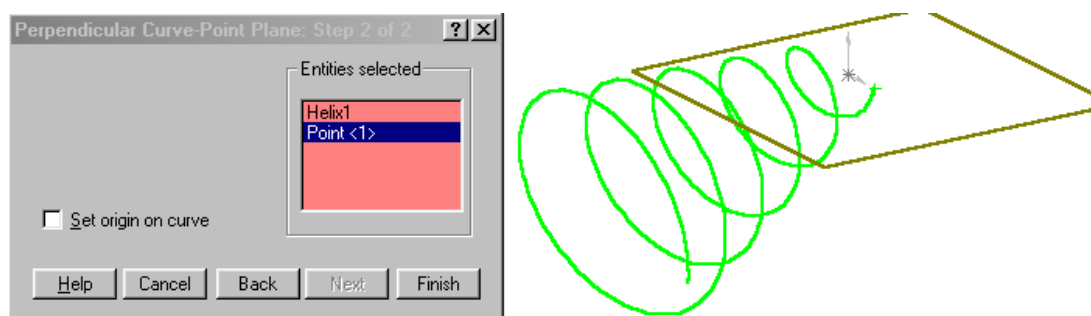 Perpendicular Curve-Point Plane: Step 2 of 2
Entities selected
Helix1
Point <1>
Set origin on curve
Help Cancel Back Next Finish